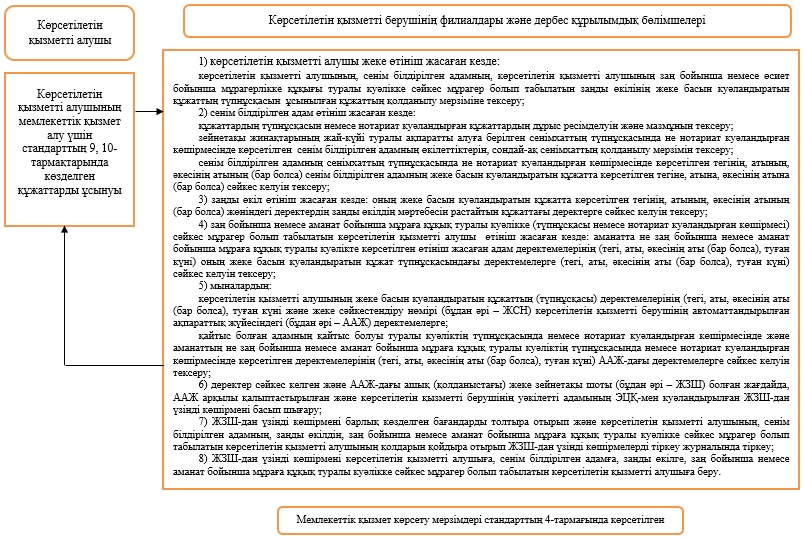 Көрсетілетін
қызметті алушы
Көрсетілетін қызметті берушінің филиалдары және дербес құрылымдық бөлімшелері
Көрсетілетін
қызметті алушының
мемлекеттік қызмет
алу үшін
стандарттың 9, 10-
тармақтарында
көзделген
құжаттарды ұсынуы
1) көрсетілетін қызметті алушы жеке өтініш жасаған кезде:
көрсетілетін қызметті алушының, сенім білдірілген адамның, көрсетілетін қызметті алушының заң бойынша немесе өсиет
бойынша мұрагерлікке құқығы туралы куәлікке сәйкес мұрагер болып табылатын заңды өкілінің жеке басын куәландыратын
құжаттың түпнұсқасын ұсынылған құжаттың қолданылу мерзіміне тексеру;
2) сенім білдірілген адам өтініш жасаған кезде:
құжаттардың түпнұсқасын немесе нотариат куәландырған құжаттардың дұрыс ресімделуін және мазмұнын тексеру;
зейнетақы жинақтарының жай-күйі туралы ақпаратты алуға берілген сенімхаттың түпнұсқасында не нотариат куәландырған
көшірмесінде көрсетілген сенім білдірілген адамның өкілеттіктерін, сондай-ақ сенімхаттың қолданылу мерзімін тексеру;
сенім білдірілген адамның сенімхаттың түпнұсқасында не нотариат куәландырған көшірмесінде көрсетілген тегінің, атының,
әкесінің атының (бар болса) сенім білдірілген адамның жеке басын куәландыратын құжатта көрсетілген тегіне, атына, әкесінің атына
(бар болса) сәйкес келуін тексеру;
3) заңды өкіл өтініш жасаған кезде: оның жеке басын куәландыратын құжатта көрсетілген тегінің, атының, әкесінің атының
(бар болса) жөніндегі деректердің заңды өкілдің мәртебесін растайтын құжаттағы деректерге сәйкес келуін тексеру;
4) заң бойынша немесе аманат бойынша мұраға құқық туралы куәлікке (түпнұсқасы немесе нотариат куәландырған көшірмесі)
сәйкес мұрагер болып табылатын көрсетілетін қызметті алушы өтініш жасаған кезде: аманатта не заң бойынша немесе аманат
бойынша мұраға құқық туралы куәлікте көрсетілген өтініш жасаған адам деректемелерінің (тегі, аты, әкесінің аты (бар болса), туған
күні) оның жеке басын куәландыратын құжат түпнұсқасындағы деректемелерге (тегі, аты, әкесінің аты (бар болса), туған күні)
сәйкес келуін тексеру;
5) мыналардың:
көрсетілетін қызметті алушының жеке басын куәландыратын құжаттың (түпнұсқасы) деректемелерінің (тегі, аты, әкесінің аты
(бар болса), туған күні және жеке сәйкестендіру нөмірі (бұдан әрі – ЖСН) көрсетілетін қызметті берушінің автоматтандырылған
ақпараттық жүйесіндегі (бұдан әрі – ААЖ) деректемелерге;
қайтыс болған адамның қайтыс болуы туралы куәліктің түпнұсқасында немесе нотариат куәландырған көшірмесінде және
аманаттың не заң бойынша немесе аманат бойынша мұраға құқық туралы куәліктің түпнұсқасында немесе нотариат куәландырған
көшірмесінде көрсетілген деректемелерінің (тегі, аты, әкесінің аты (бар болса), туған күні) ААЖ-дағы деректемелерге сәйкес келуін
тексеру;
6) деректер сәйкес келген және ААЖ-дағы ашық (қолданыстағы) жеке зейнетақы шоты (бұдан әрі – ЖЗШ) болған жағдайда,
ААЖ арқылы қалыптастырылған және көрсетілетін қызметті берушінің уәкілетті адамының ЭЦҚ-мен куәландырылған ЖЗШ-дан
үзінді көшірмені басып шығару;
7) ЖЗШ-дан үзінді көшірмені барлық көзделген бағандарды толтыра отырып және көрсетілетін қызметті алушының, сенім
білдірілген адамның, заңды өкілдің, заң бойынша немесе аманат бойынша мұраға құқық туралы куәлікке сәйкес мұрагер болып
табылатын көрсетілетін қызметті алушының қолдарын қойдыра отырып ЖЗШ-дан үзінді көшірмелерді тіркеу журналында тіркеу;
8) ЖЗШ-дан үзінді көшірмені көрсетілетін қызметті алушыға, сенім білдірілген адамға, заңды өкілге, заң бойынша немесе
аманат бойынша мұраға құқық туралы куәлікке сәйкес мұрагер болып табылатын көрсетілетін қызметті алушыға беру.
Мемлекеттік қызмет көрсету мерзімдері стандарттың 4-тармағында көрсетілген